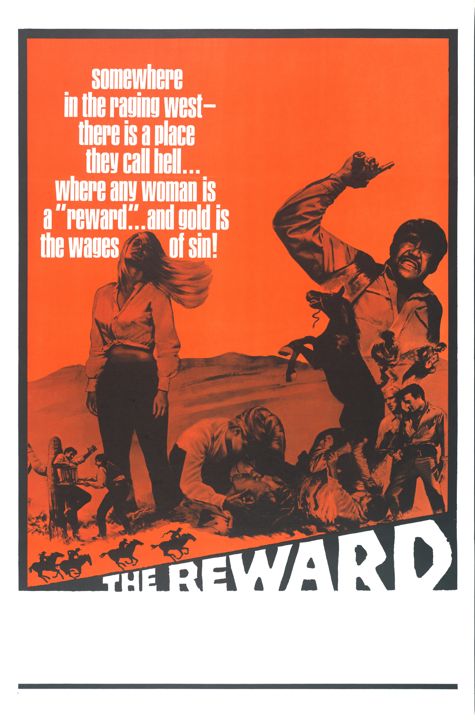 somewhere
in the raging west–
there is a place
they call hell...
where any woman is
a "reward"...and gold is
the wages of sin!
THE REWARD